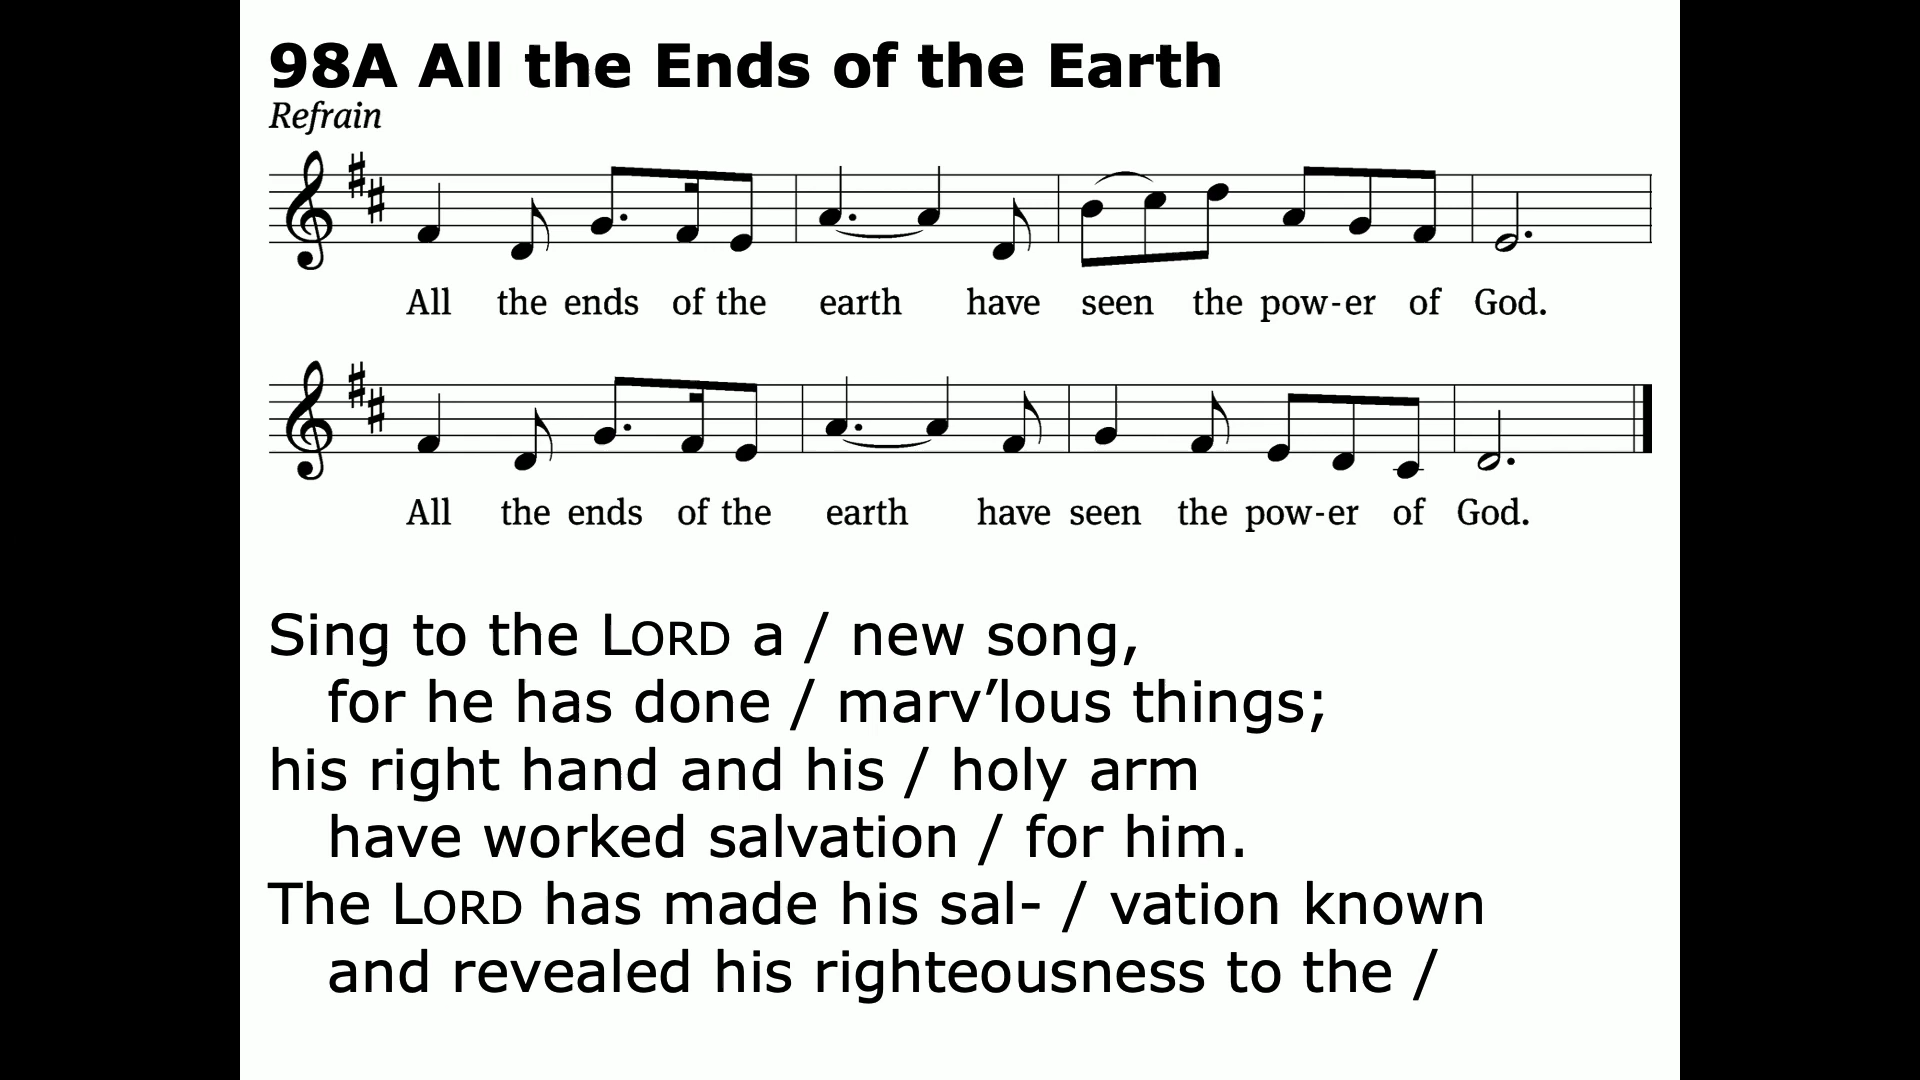 98A All the Ends of the Earth
Refrain
All the ends of the earth have seen the pow-er of God.
All the ends of the earth have seen the pow-er of God.
Sing to the LORD a / new song,
for he has done / marv’lous things;
his right hand and his / holy arm
have worked salvation / for him.
The LORD has made his sal- / vation known
and revealed his righteousness to the /